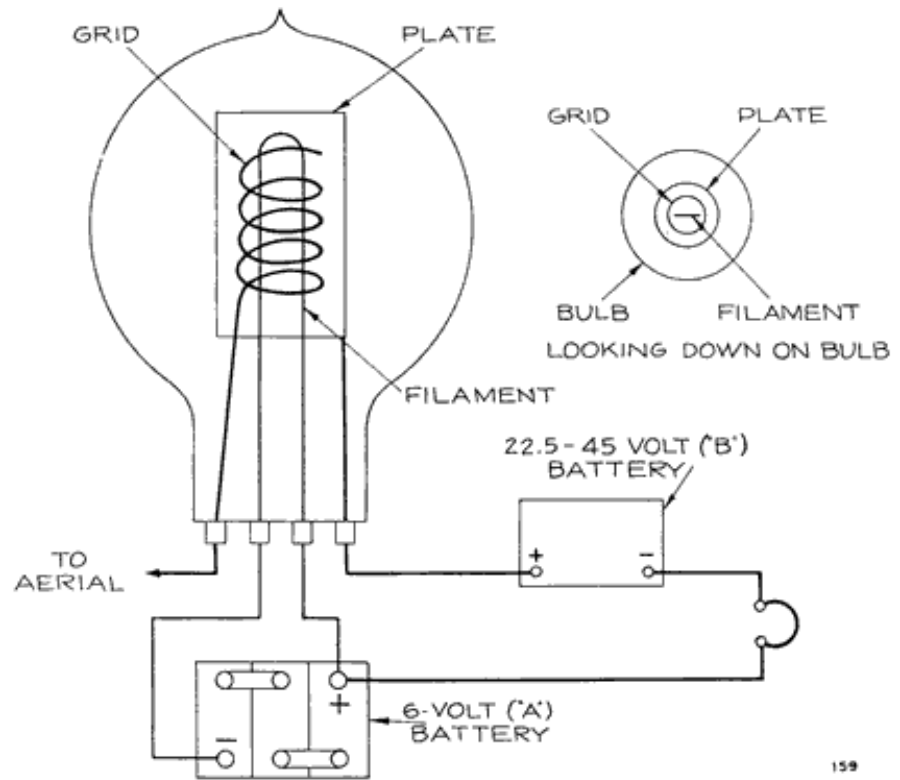 GRID
PLATE
FILAMENT
GRID
PLATE
BULB
FILAMENT
LOOKING DOWN ON BULB
22.5-45 VOLT ("B")
BATTERY
+
-
TO
AERIAL
+
-
6-VOLT ("A")
BATTERY
159